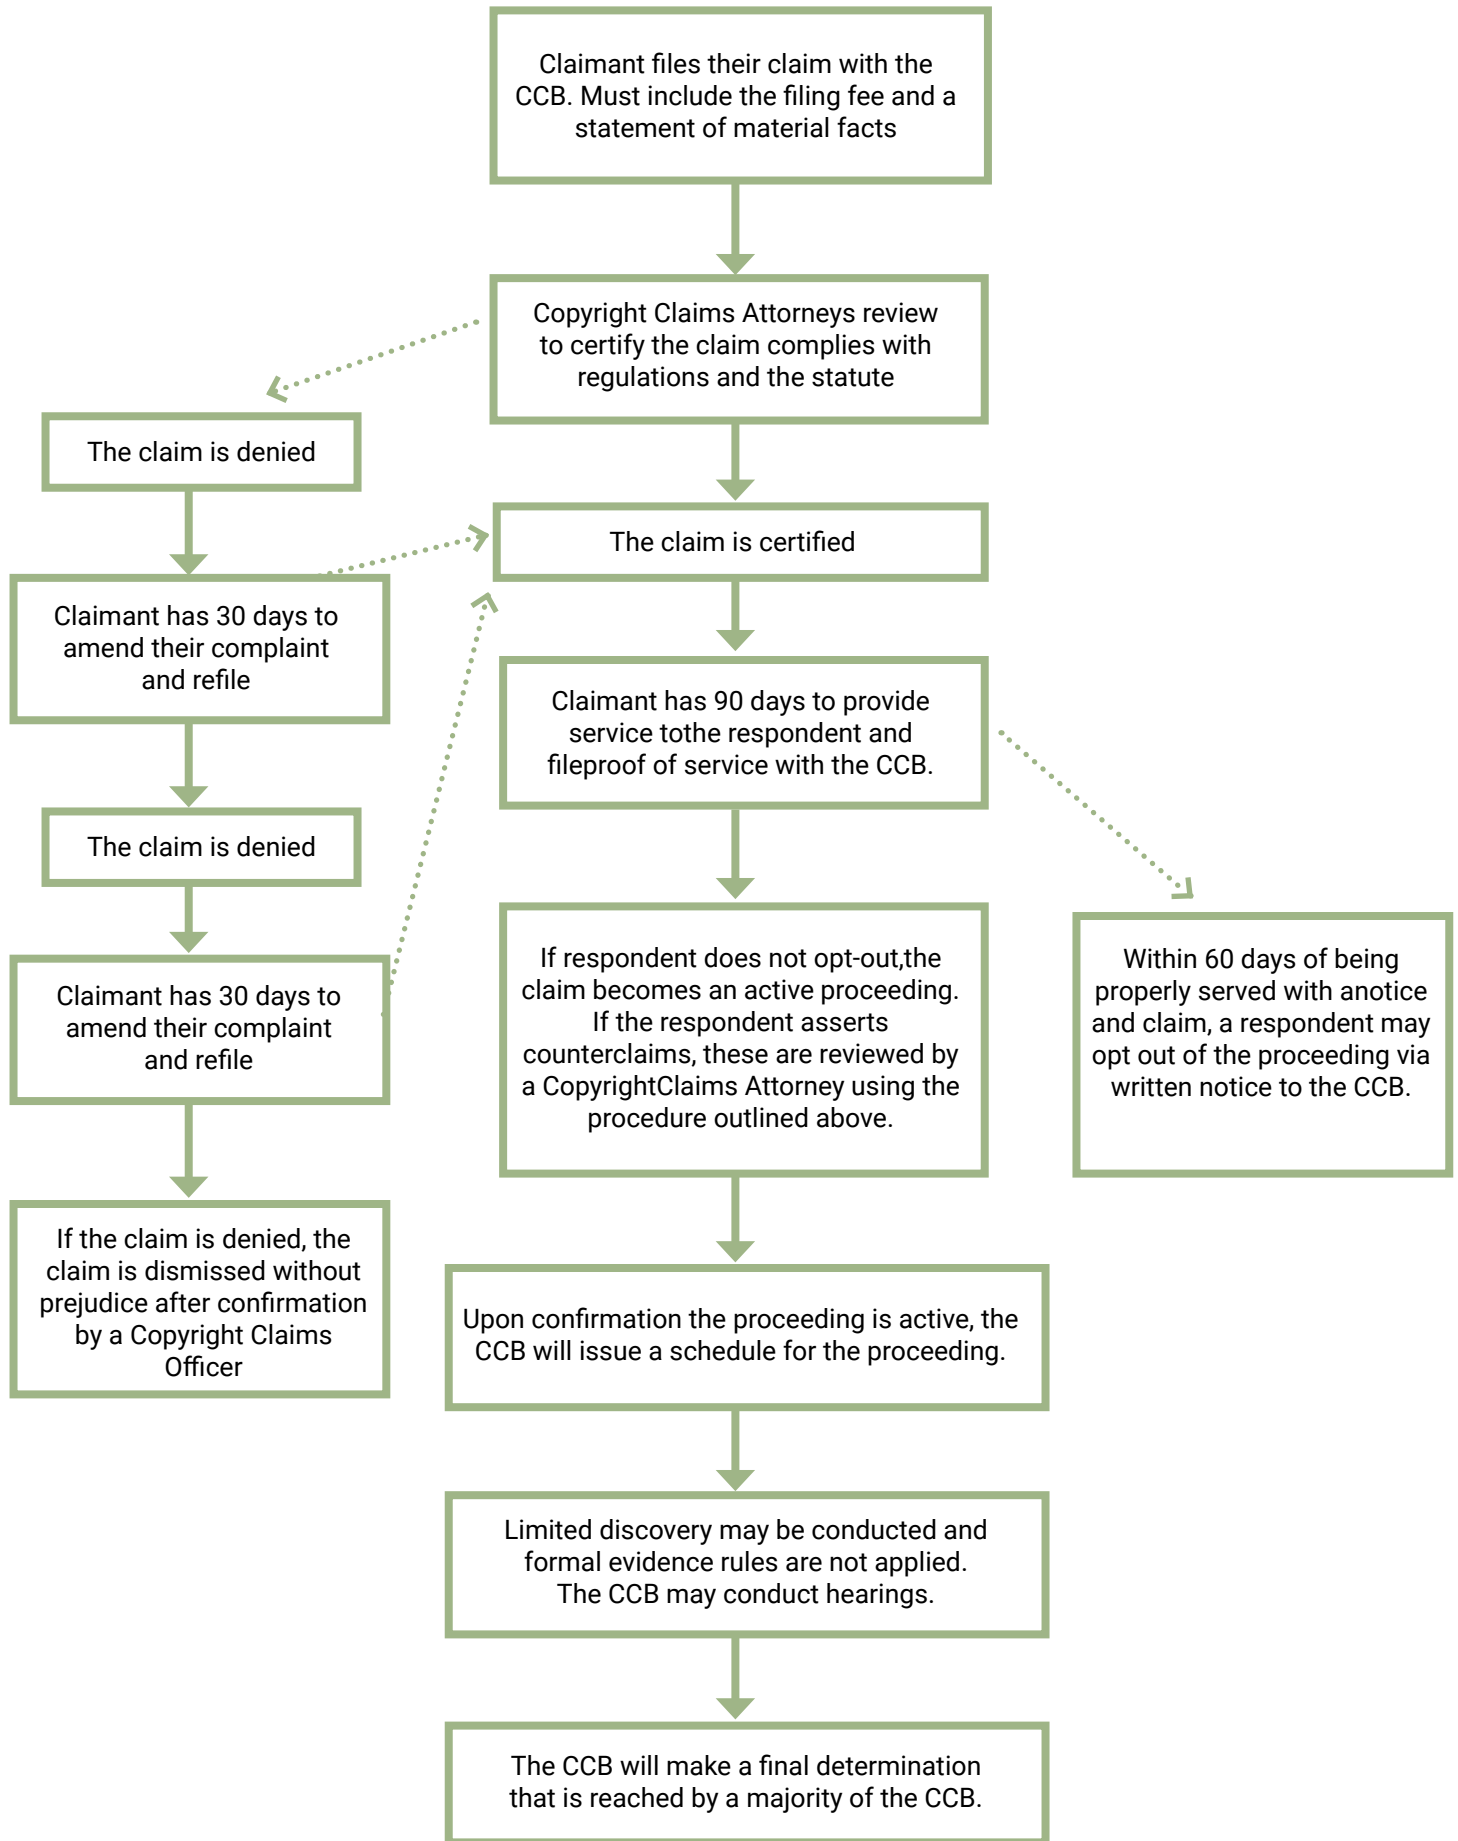 Claimant files their claim with the
CCB. Must include the filing fee and a
statement of material facts
Copyright Claims Attorneys review
to certify the claim complies with
regulations and the statute
The claim is denied
Claimant has 30 days to
amend their complaint
and refile
The claim is denied
Claimant has 30 days to
amend their complaint
and refile
If the claim is denied, the
claim is dismissed without
prejudice after confirmation
by a Copyright Claims
Officer
The claim is certified
Claimant has 90 days to provide
service tothe respondent and
fileproof of service with the CCB.
If respondent does not opt-out,the
claim becomes an active proceeding.
If the respondent asserts
counterclaims, these are reviewed by
a CopyrightClaims Attorney using the
procedure outlined above.
Within 60 days of being
properly served with anotice
and claim, a respondent may
opt out of the proceeding via
written notice to the CCB.
Upon confirmation the proceeding is active, the
CCB will issue a schedule for the proceeding.
Limited discovery may be conducted and
formal evidence rules are not applied.
The CCB may conduct hearings.
The CCB will make a final determination
that is reached by a majority of the CCB.